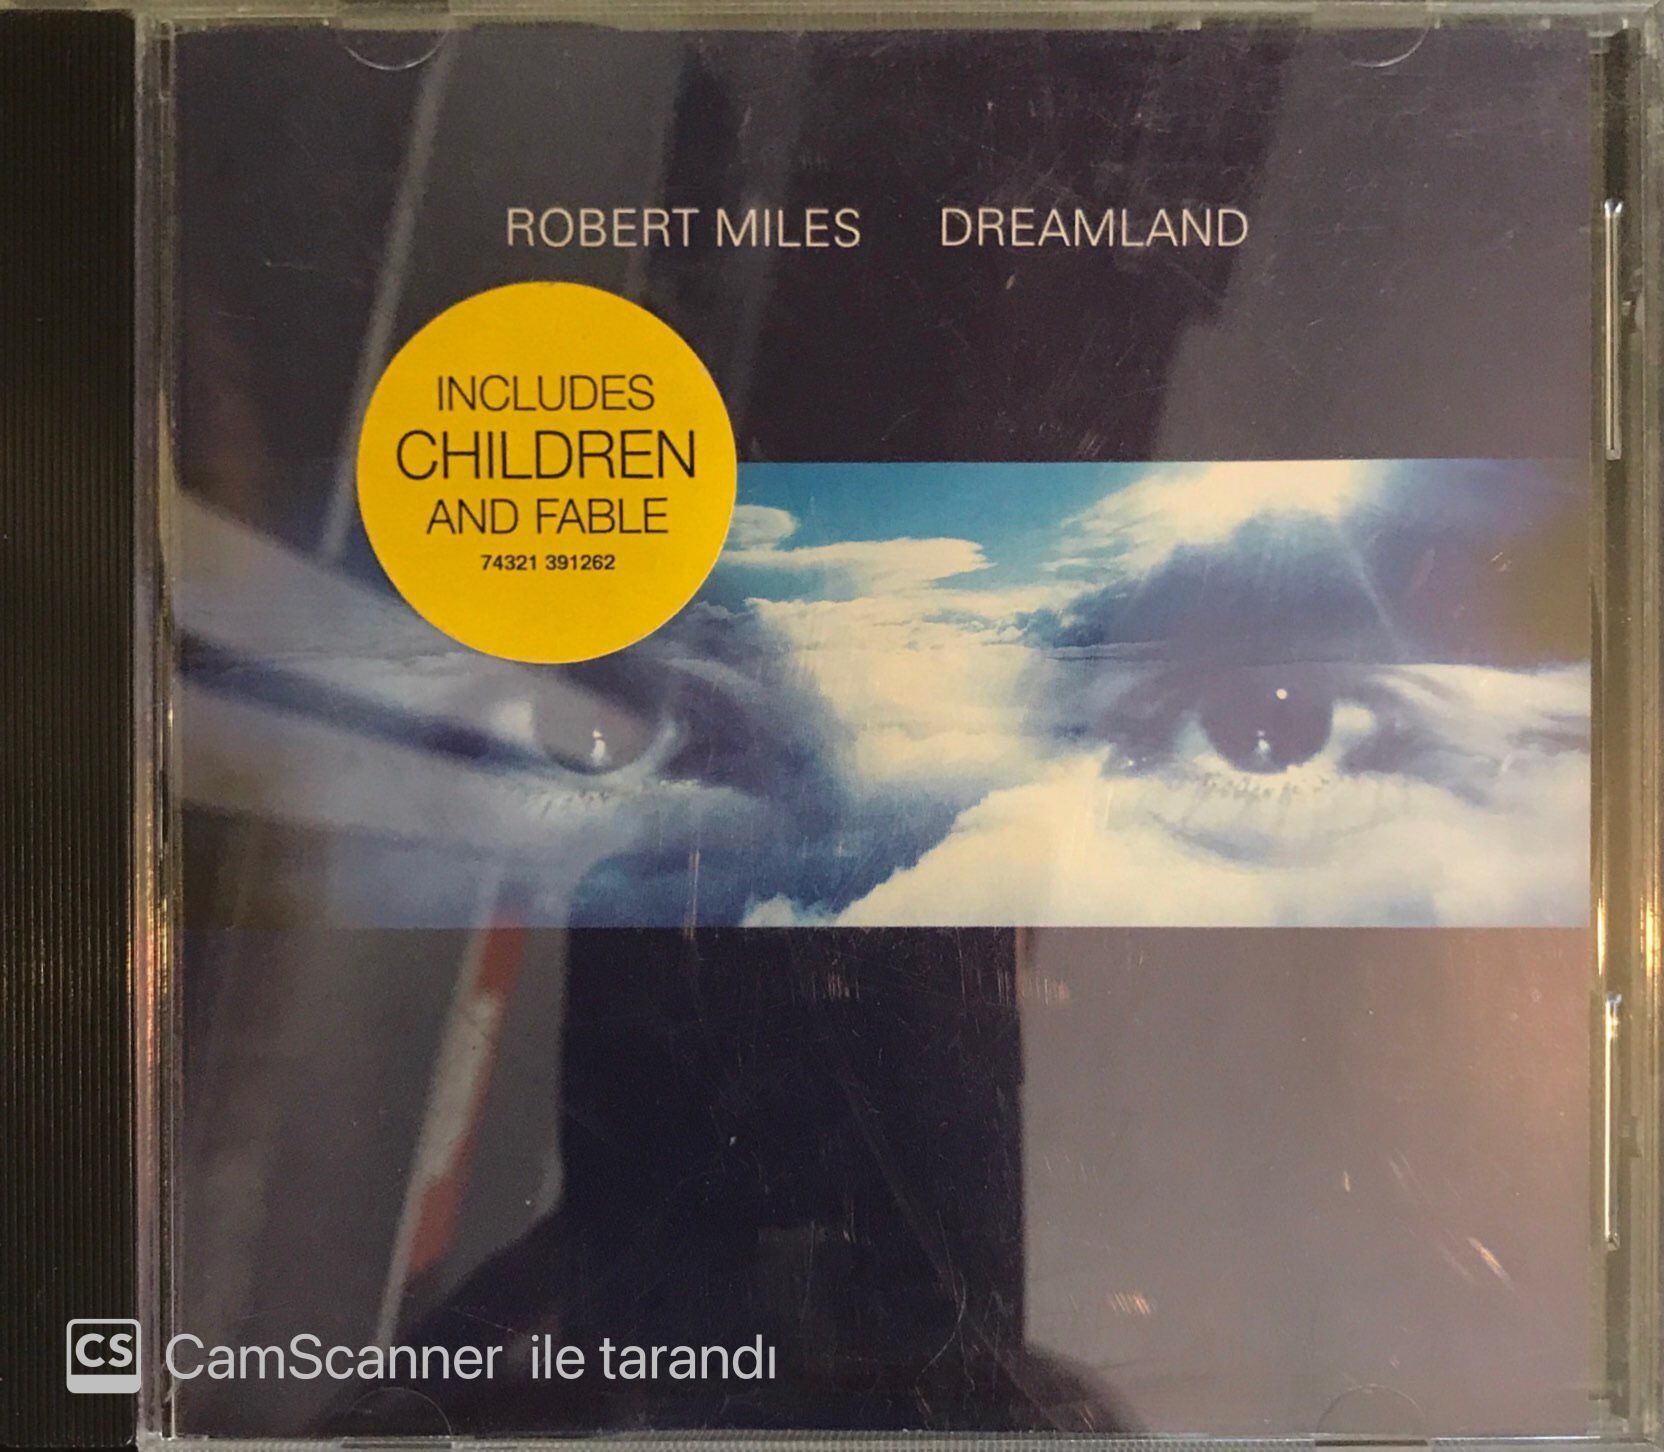 ROBERT MILES DREAMLAND
INCLUDES
CHILDREN
AND FABLE
74321 391262
CS CamScanner ile tarandı